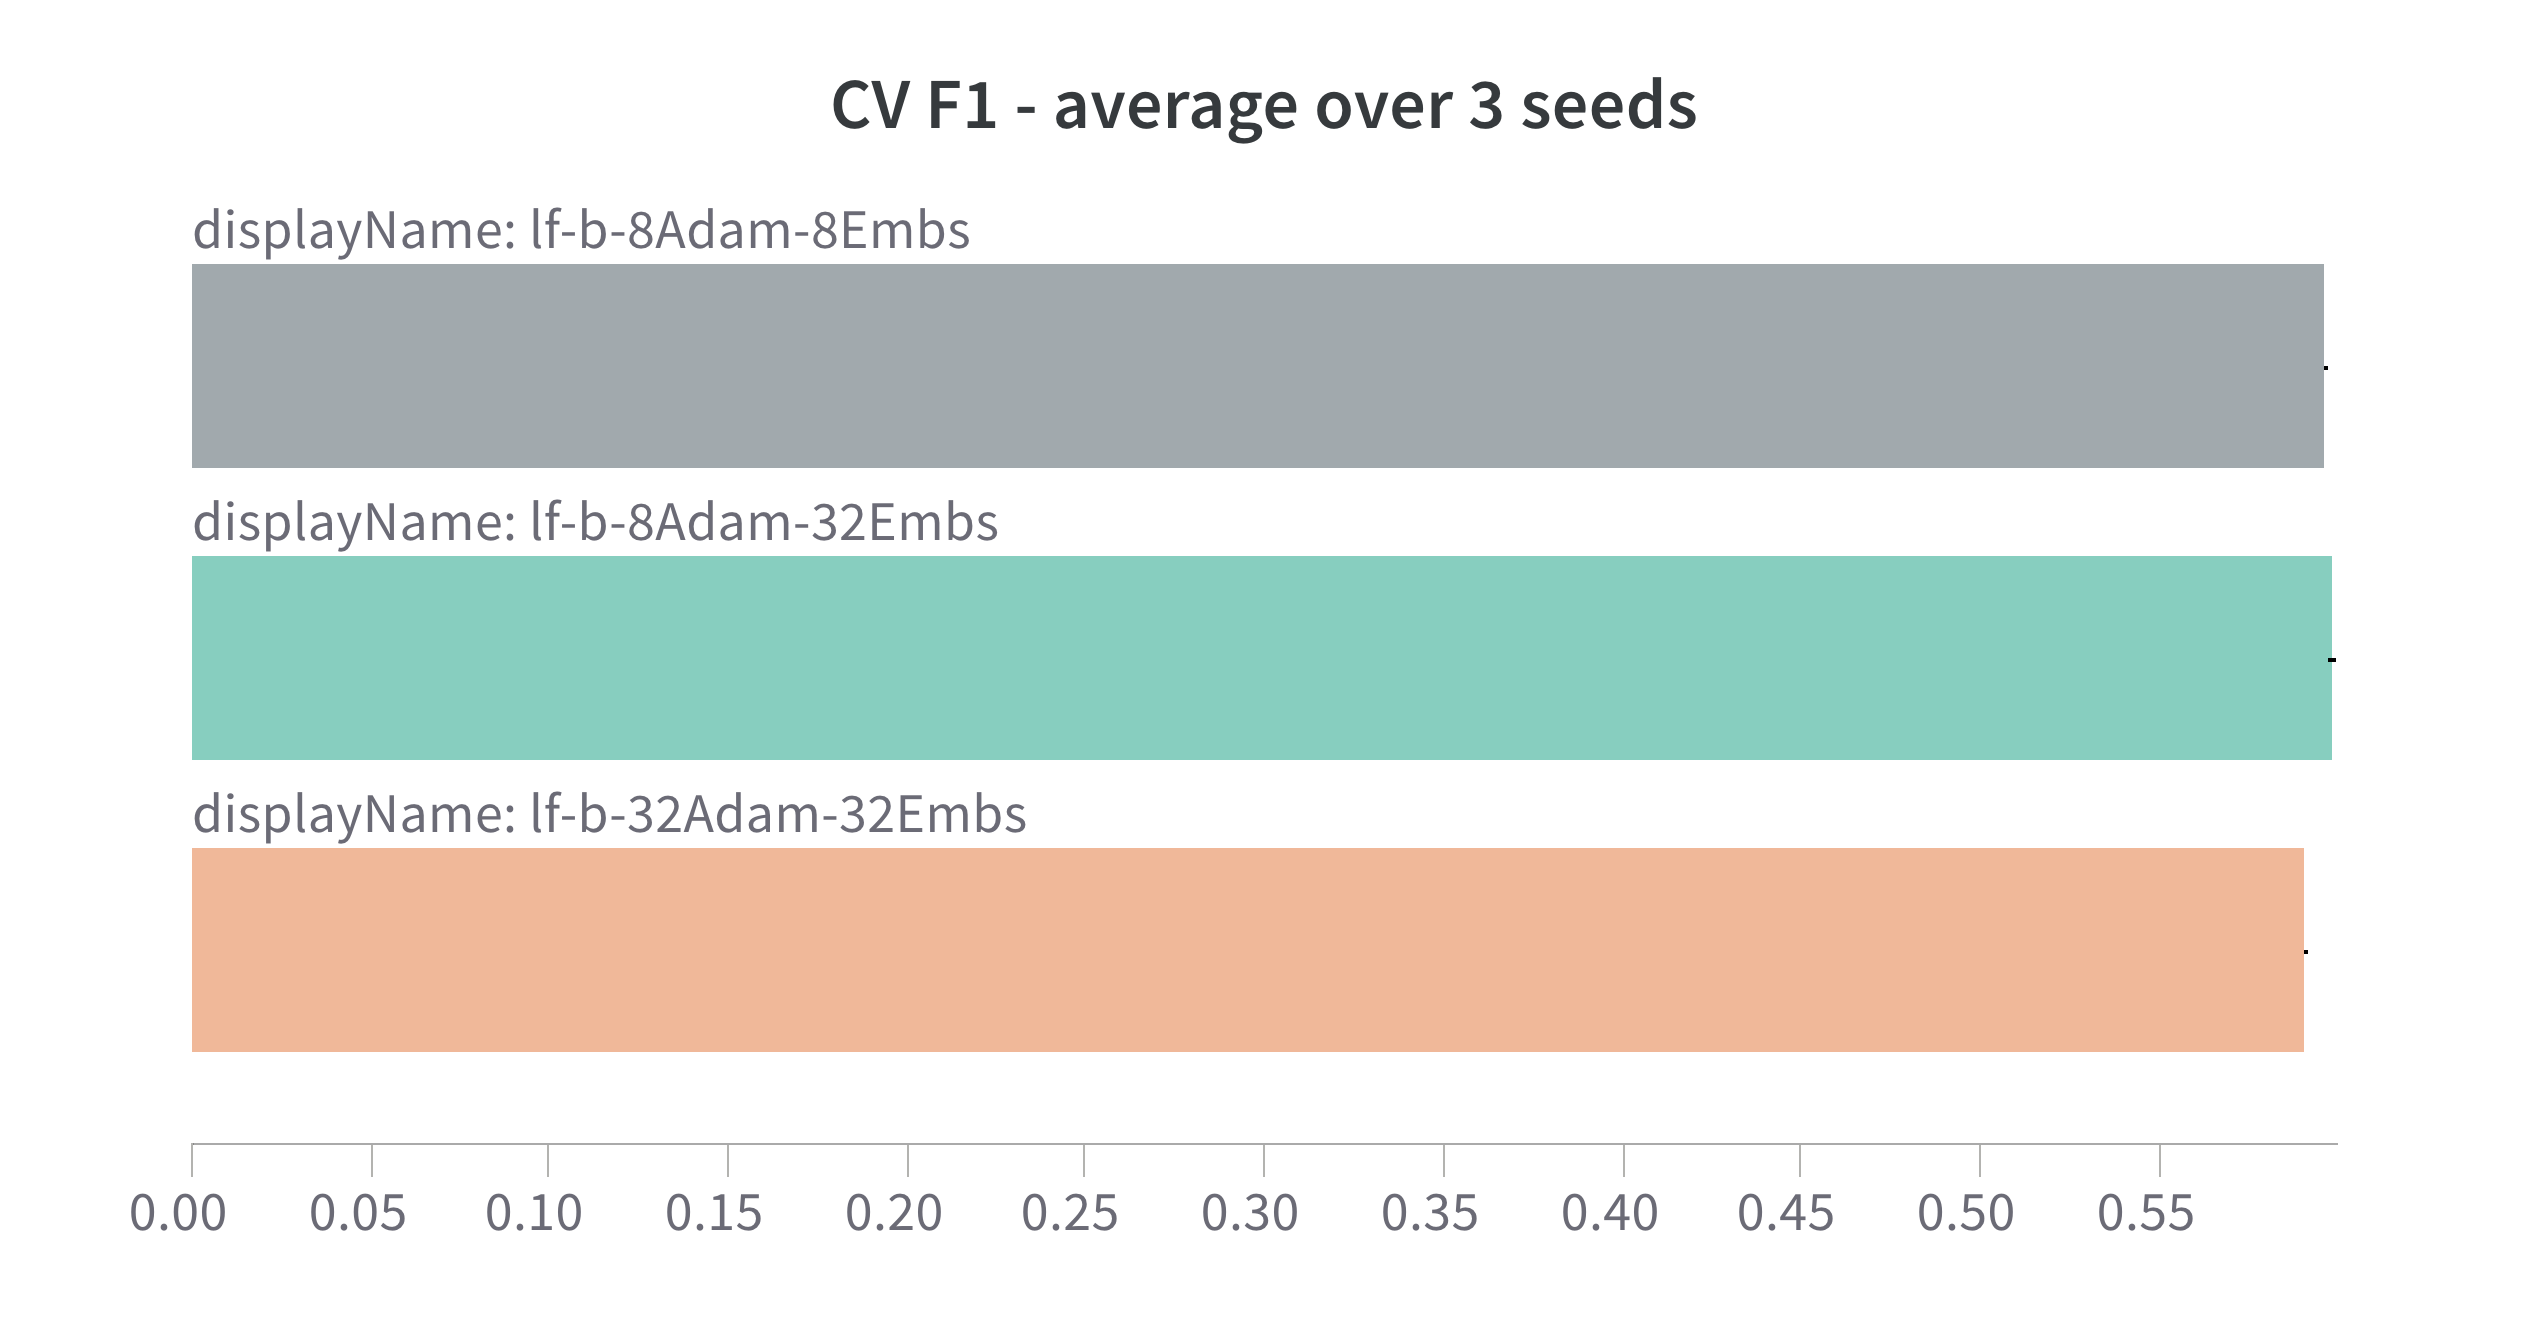 CV F1 - average over 3 seeds
displayName: lf-b-8Adam-8Embs
displayName: lf-b-8Adam-32Embs
displayName: lf-b-32Adam-32Embs
0.00 0.05 0.10 0.15 0.20 0.25 0.30 0.35 0.40 0.45 0.50 0.55